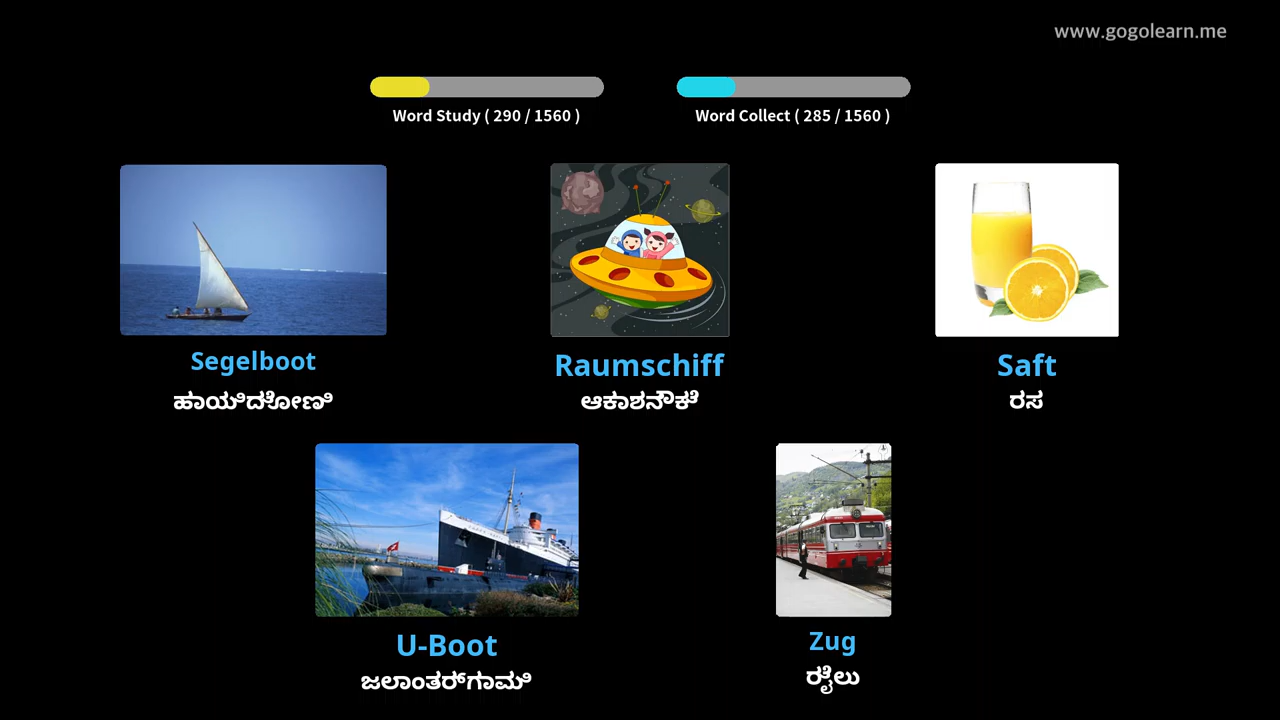 www.gogolearn.me
Word Study ( 290 / 1560 )
Word Collect ( 285 / 1560 )
Segelboot
ಹಾಯಿದೋಣಿ
Raumschiff
ಆಕಾಶನೌಕೆ
Saft
ರಸ
U-Boot
ಜಲಾಂತರ್ಗಾಮಿ
Zug
ರೈಲು